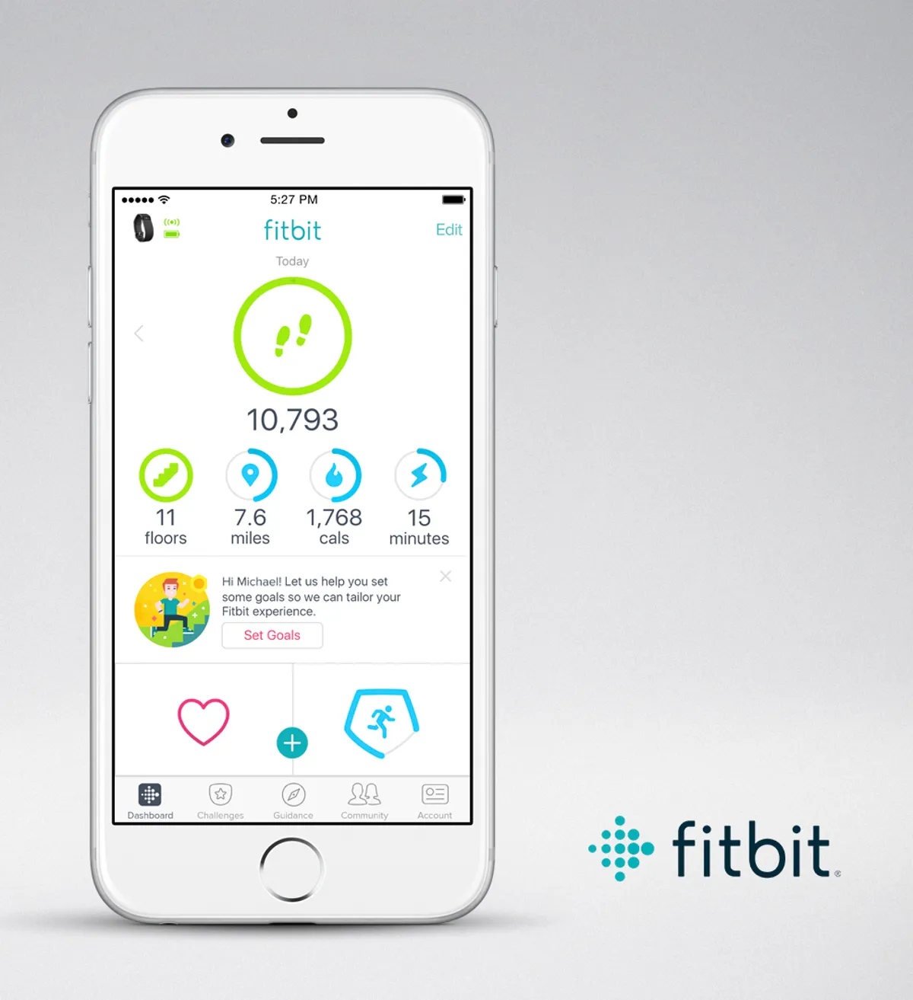 5:27 PM
fitbit
Edit
Today
10,793
11 7.6 1,768 15
floors miles cals minutes
Hi Michael! Let us help you set
some goals so we can tailor your
Fitbit experience.
Set Goals
Dashboard Challenges Guidance Community Account
fitbit®